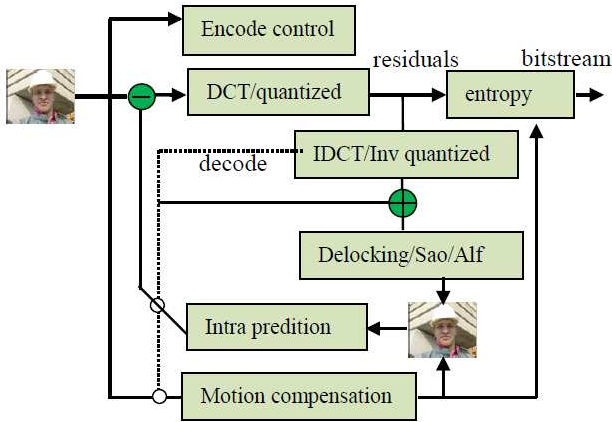 Encode control
residuals
bitstream
DCT/quantized
entropy
decode
IDCT/Inv quantized
Delocking/Sao/Alf
Intra predition
Motion compensation